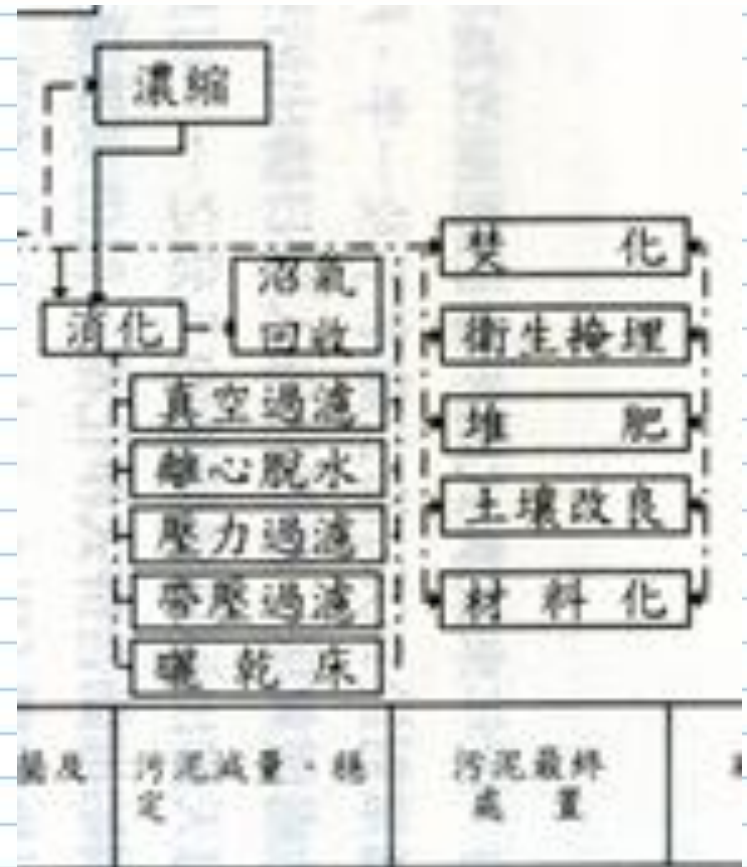 濃縮
沼氣
回收
消化
真空過濾
離心脫水
壓力過濾
帶壓過濾
曬乾床
焚化
衛生掩埋
堆肥
土壤改良
材料化
及
污泥減量、穩
定
污泥最終
處置